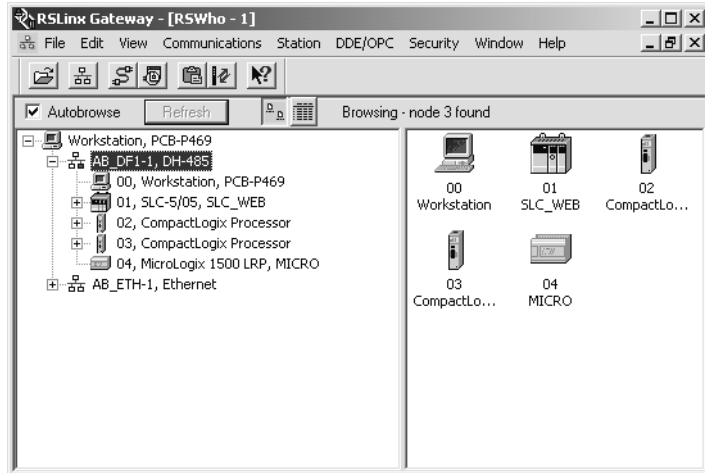 RSLinx Gateway - [RSWho - 1]
File Edit View Communications Station DDE/OPC Security Window Help
Autobrowse Refresh Browsing - node 3 found
Workstation, PCB-P469
AB_DF1-1, DH-485
00, Workstation, PCB-P469
01, SLC-5/05, SLC_WEB
02, CompactLogix Processor
03, CompactLogix Processor
04, MicroLogix 1500 LRP, MICRO
AB_ETH-1, Ethernet
00 01 02
Workstation SLC_WEB CompactLo...
03 04
CompactLo... MICRO